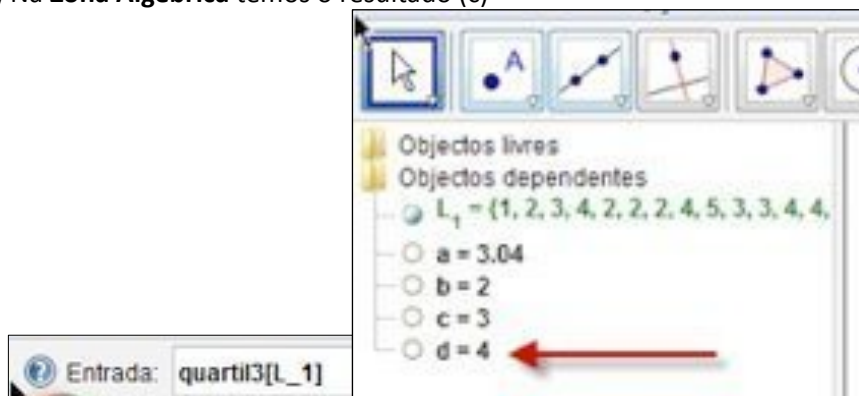 Na Zona Algébrica temos o resultado (c)
A
Objectos livres
Objectos dependentes
L_1 = {1, 2, 3, 4, 2, 2, 2, 4, 5, 3, 3, 4, 4,
a = 3.04
b = 2
c = 3
d = 4
Entrada: quartil3[L_1]